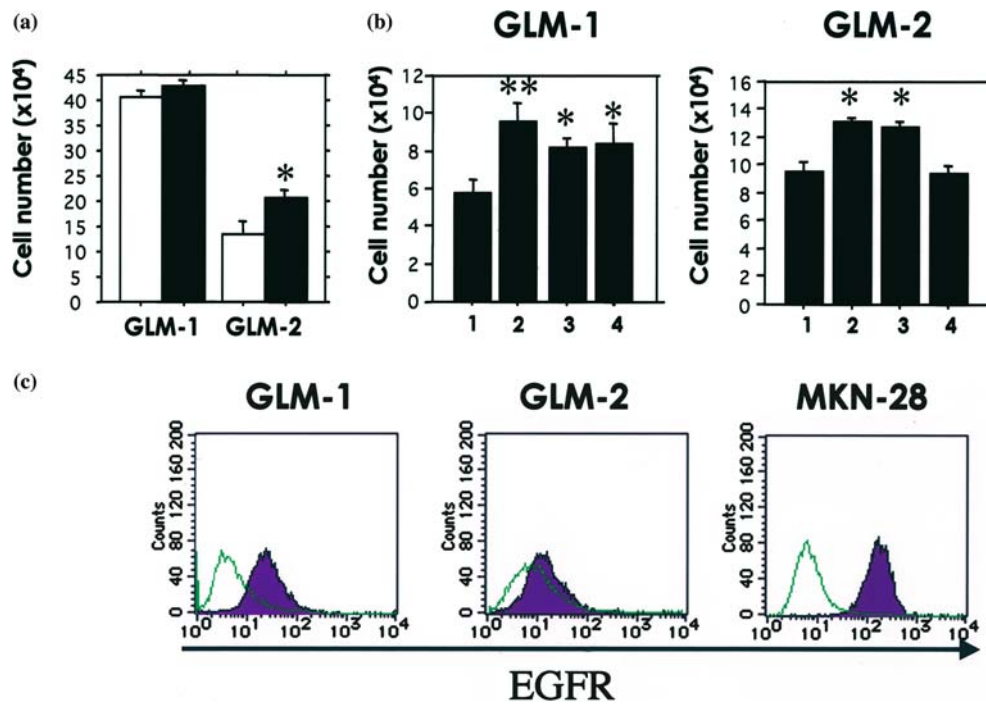 (a)
Cell number (x10⁴)
45
40
35
30
25
20
15
10
5
0
*
GLM-1 GLM-2
(b)
GLM-1
Cell number (x10⁴)
12
10
8
6
4
2
0
** * *
1 2 3 4
GLM-2
Cell number (x10⁴)
16
14
12
10
8
6
4
2
0
* *
1 2 3 4
(c)
GLM-1
Counts
200
160
120
80
40
0
10⁰ 10¹ 10² 10³ 10⁴
GLM-2
Counts
200
160
120
80
40
0
10⁰ 10¹ 10² 10³ 10⁴
MKN-28
Counts
200
160
120
80
40
0
10⁰ 10¹ 10² 10³ 10⁴
EGFR